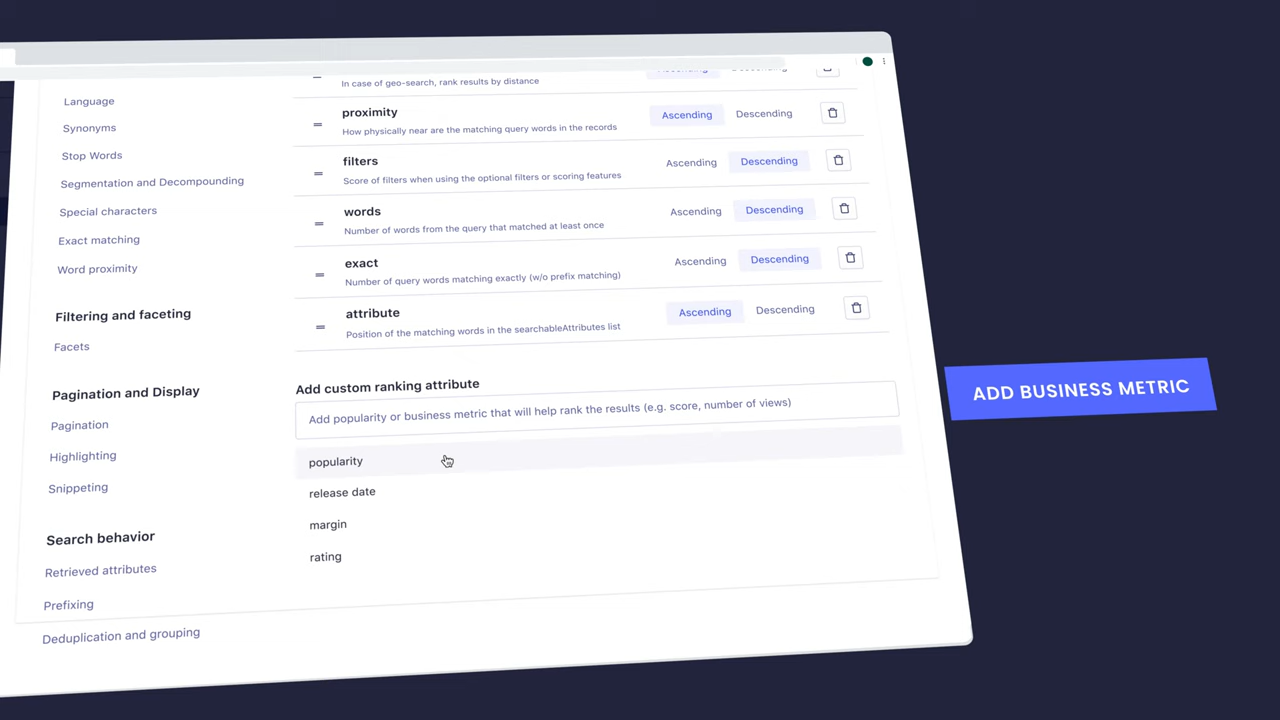 Language
Synonyms
Stop Words
Segmentation and Decompounding
Special characters
Exact matching
Word proximity
Filtering and faceting
Facets
Pagination and Display
Pagination
Highlighting
Snippeting
Search behavior
Retrieved attributes
Prefixing
Deduplication and grouping
In case of geo-search, rank results by distance
proximity
How physically near are the matching query words in the records
Ascending Descending
filters
Score of filters when using the optional filters or scoring features
Ascending Descending
words
Number of words from the query that matched at least once
Ascending Descending
exact
Number of query words matching exactly (w/o prefix matching)
Ascending Descending
attribute
Position of the matching words in the searchableAttributes list
Ascending Descending
Add custom ranking attribute
Add popularity or business metric that will help rank the results (e.g. score, number of views)
popularity
release date
margin
rating
ADD BUSINESS METRIC